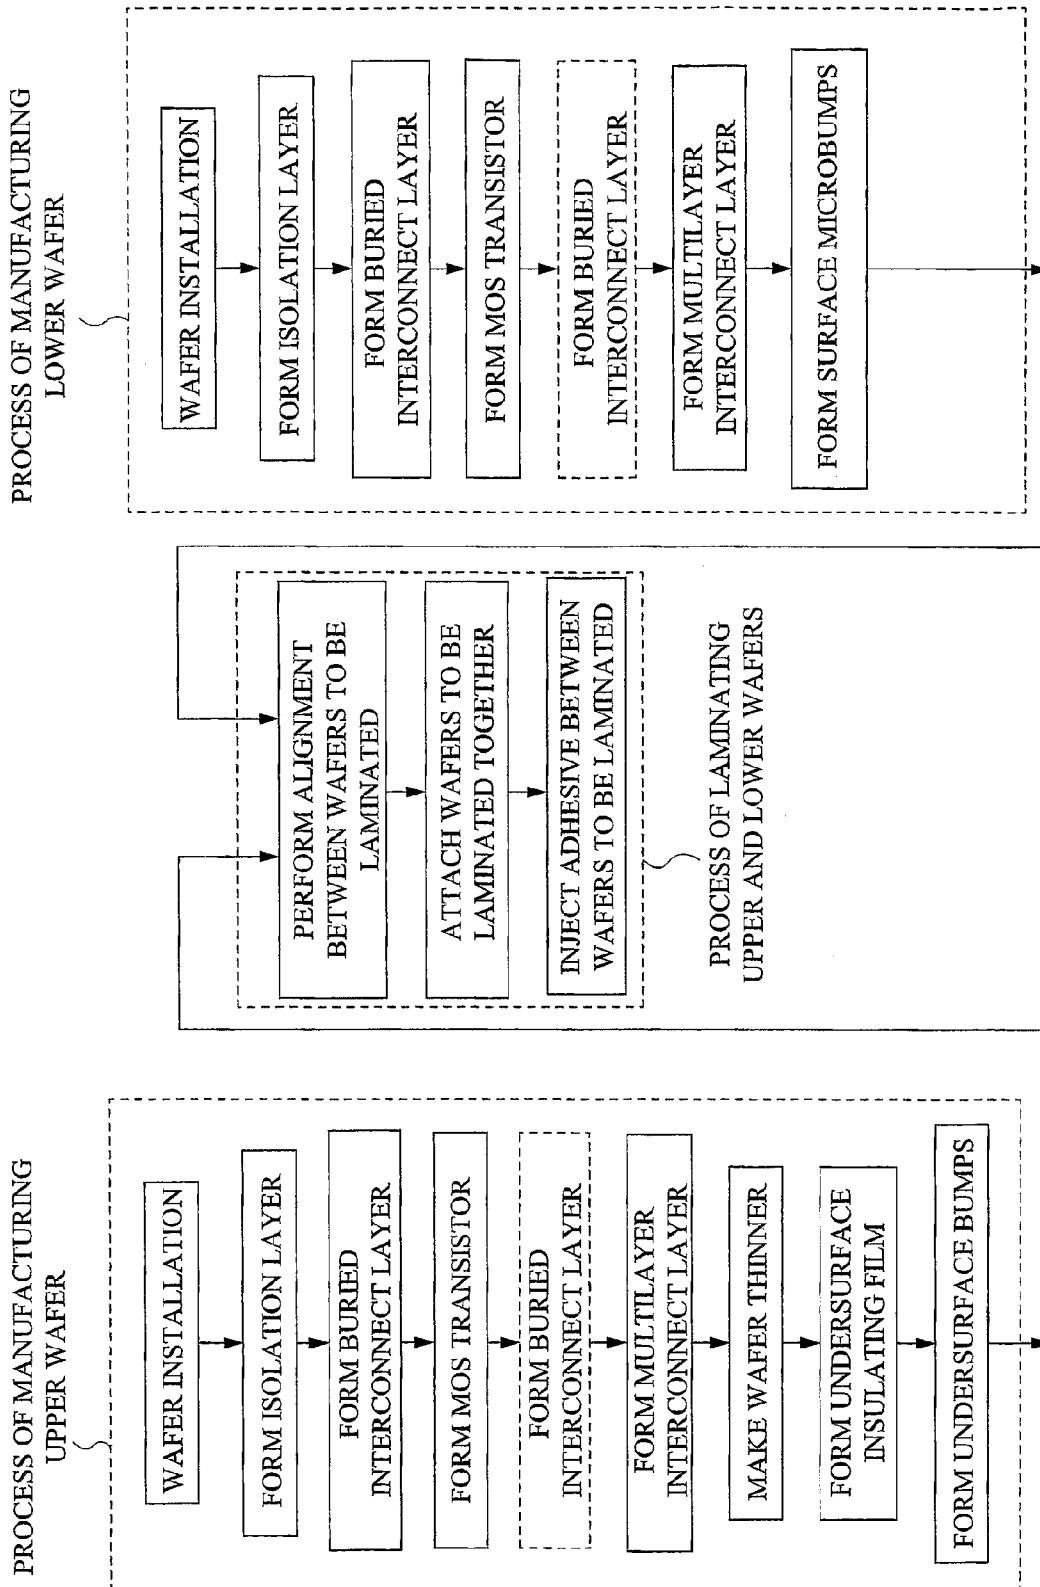 PROCESS OF MANUFACTURING
UPPER WAFER
WAFER INSTALLATION
FORM ISOLATION LAYER
FORM BURIED
INTERCONNECT LAYER
FORM MOS TRANSISTOR
FORM BURIED
INTERCONNECT LAYER
FORM MULTILAYER
INTERCONNECT LAYER
MAKE WAFER THINNER
FORM UNDERSURFACE
INSULATING FILM
FORM UNDERSURFACE BUMPS
PERFORM ALIGNMENT
BETWEEN WAFERS TO BE
LAMINATED
ATTACH WAFERS TO BE
LAMINATED TOGETHER
INJECT ADHESIVE BETWEEN
WAFERS TO BE LAMINATED
PROCESS OF LAMINATING
UPPER AND LOWER WAFERS
PROCESS OF MANUFACTURING
LOWER WAFER
WAFER INSTALLATION
FORM ISOLATION LAYER
FORM BURIED
INTERCONNECT LAYER
FORM MOS TRANSISTOR
FORM BURIED
INTERCONNECT LAYER
FORM MULTILAYER
INTERCONNECT LAYER
FORM SURFACE MICROBUMPS